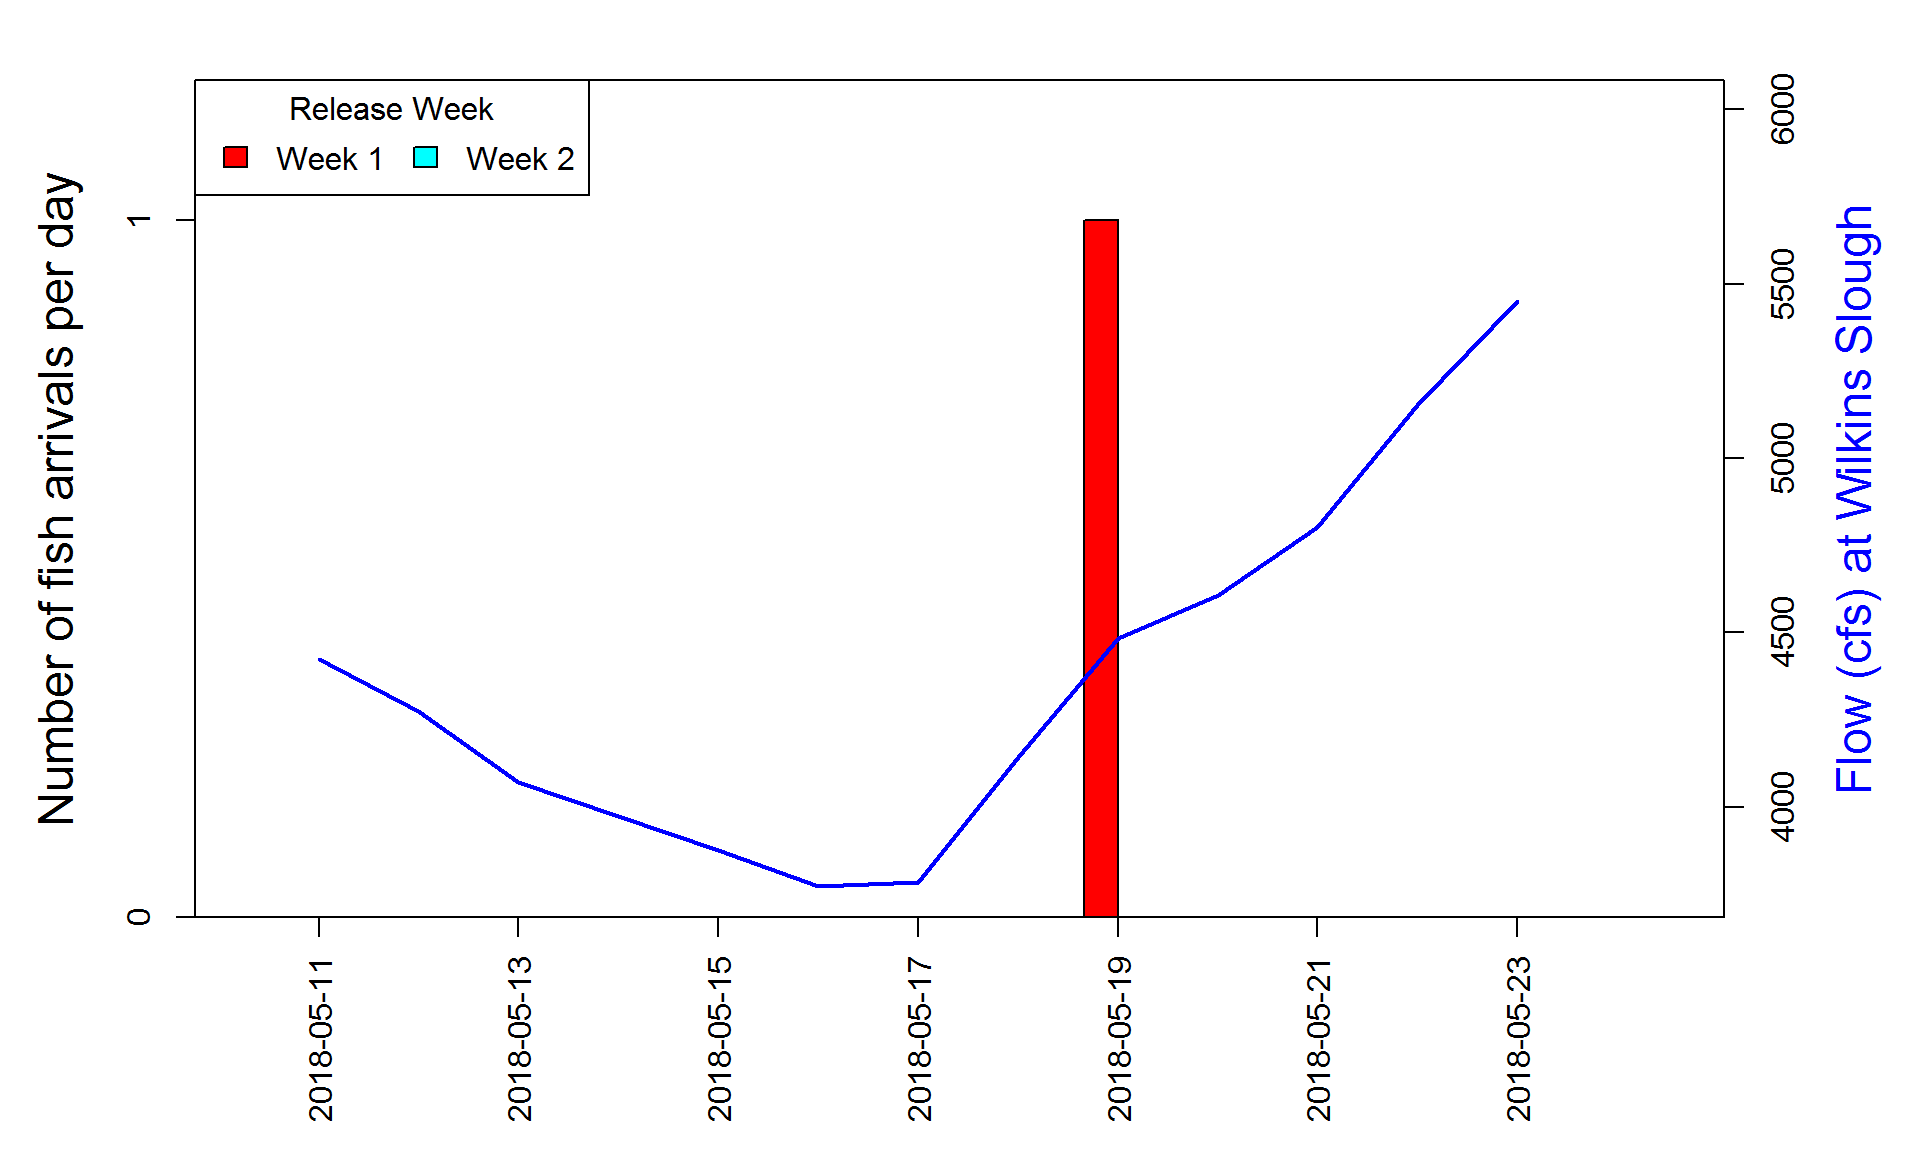 Release Week
Week 1
Week 2
Number of fish arrivals per day
1
0
2018-05-11
2018-05-13
2018-05-15
2018-05-17
2018-05-19
2018-05-21
2018-05-23
6000
5500
5000
4500
4000
Flow (cfs) at Wilkins Slough